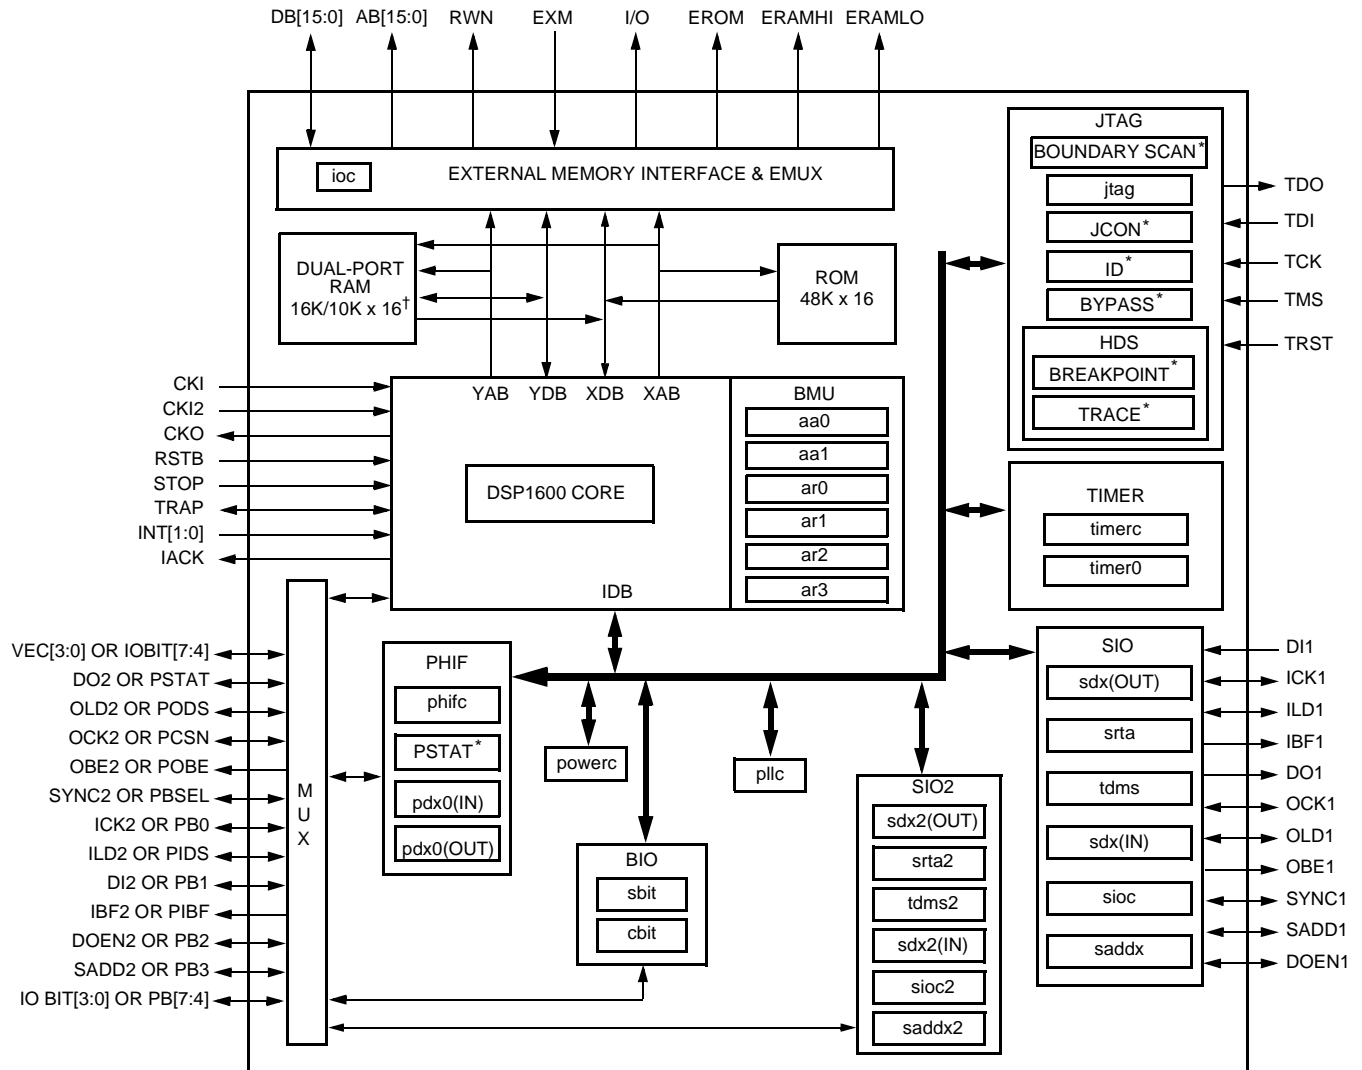 DB[15:0] AB[15:0] RWN EXM I/O EROM ERAMHI ERAMLO
ioc
EXTERNAL MEMORY INTERFACE & EMUX
DUAL-PORT
RAM
16K/10K x 16†
ROM
48K x 16
JTAG
BOUNDARY SCAN*
jtag
JCON*
ID*
BYPASS*
HDS
BREAKPOINT*
TRACE*
TDO
TDI
TCK
TMS
TRST
CKI
CKI2
CKO
RSTB
STOP
TRAP
INT[1:0]
IACK
YAB YDB XDB XAB
DSP1600 CORE
IDB
BMU
aa0
aa1
ar0
ar1
ar2
ar3
TIMER
timerc
timer0
VEC[3:0] OR IOBIT[7:4]
DO2 OR PSTAT
OLD2 OR PODS
OCK2 OR PCSN
OBE2 OR POBE
SYNC2 OR PBSEL
ICK2 OR PB0
ILD2 OR PIDS
DI2 OR PB1
IBF2 OR PIBF
DOEN2 OR PB2
SADD2 OR PB3
IO BIT[3:0] OR PB[7:4]
M
U
X
PHIF
phifc
PSTAT*
pdx0(IN)
pdx0(OUT)
powerc
pllc
BIO
sbit
cbit
SIO2
sdx2(OUT)
srta2
tdms2
sdx2(IN)
sioc2
saddx2
SIO
sdx(OUT)
srta
tdms
sdx(IN)
sioc
saddx
DI1
ICK1
ILD1
IBF1
DO1
OCK1
OLD1
OBE1
SYNC1
SADD1
DOEN1